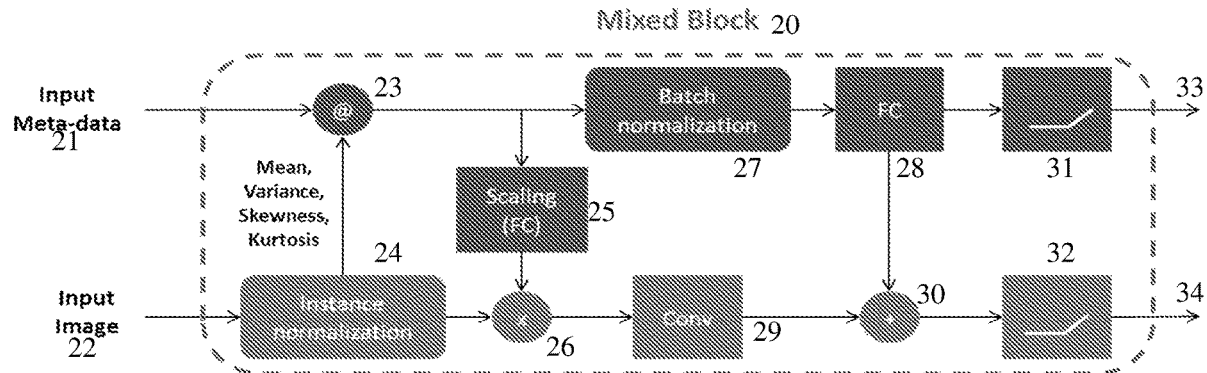 Mixed Block 20
Input
Meta-data
21
@
23
Batch
normalization
27
FC
28
31
33
Mean,
Variance,
Skewness,
Kurtosis
Scaling
(FC)
25
24
32
Input
Image
22
Instance
normalization
x
26
Conv
29
+
30
34